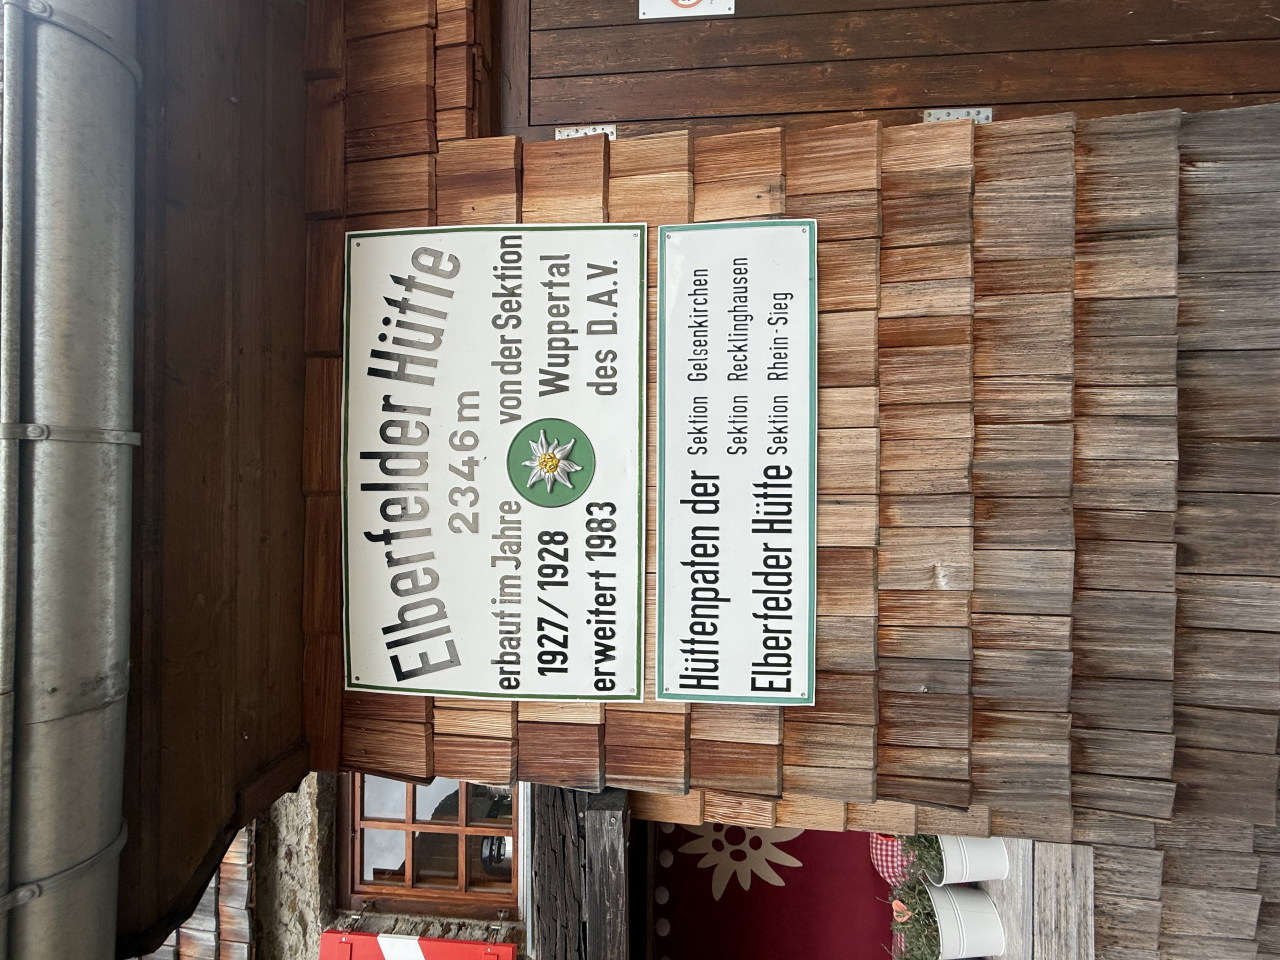 Elberfelder Hütte
2346 m
erbaut im Jahre von der Sektion
1927/1928 Wuppertal
erweitert 1983 des D.A.V.
Hüttenpaten der Sektion Gelsenkirchen
Sektion Recklinghausen
Elberfelder Hütte Sektion Rhein-Sieg